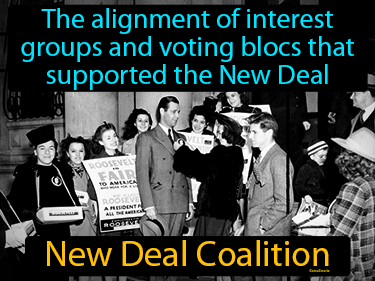 The alignment of interest
groups and voting blocs that
supported the New Deal
ROOSEVELT
FAIR
TO AMERICA
A PRESIDENT
ALL THE AMERICA
ROOSEVELT
New Deal Coalition